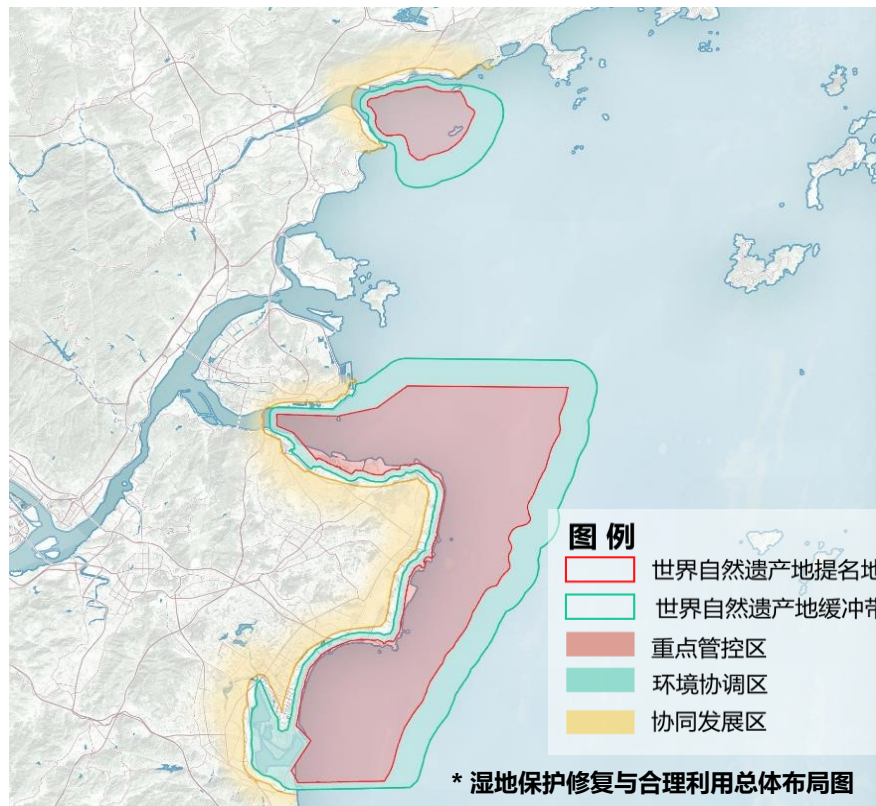 图 例
世界自然遗产地提名地
世界自然遗产地缓冲带
重点管控区
环境协调区
协同发展区
* 湿地保护修复与合理利用总体布局图